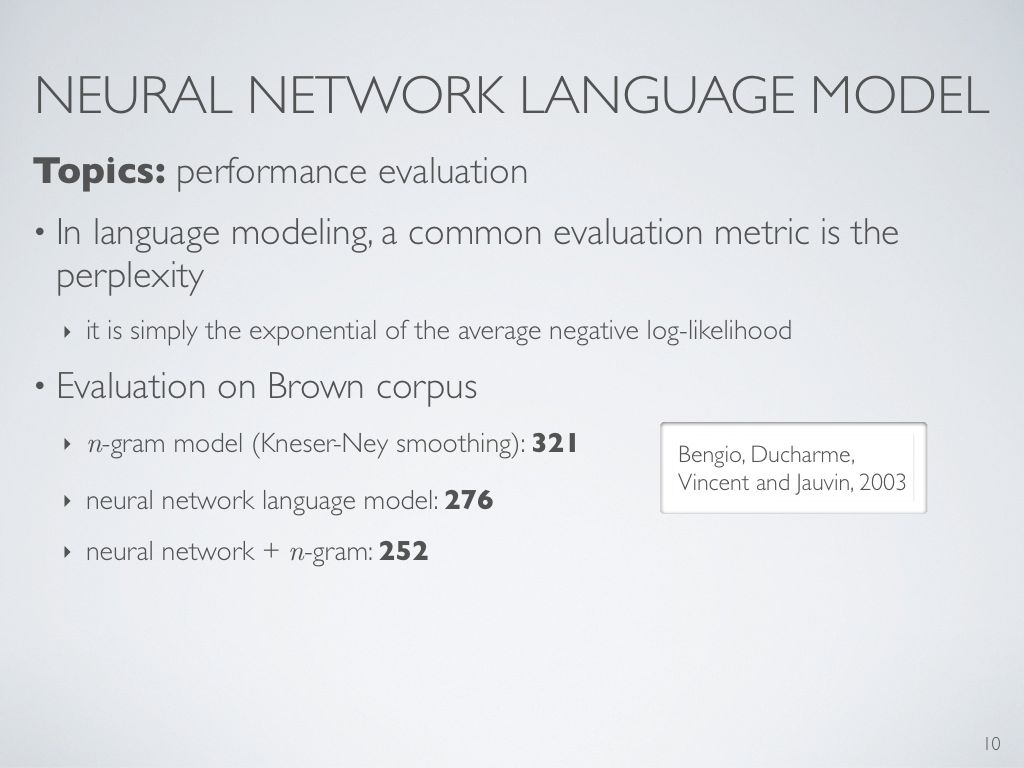 NEURAL NETWORK LANGUAGE MODEL
Topics: performance evaluation
• In language modeling, a common evaluation metric is the
perplexity
‣ it is simply the exponential of the average negative log-likelihood
• Evaluation on Brown corpus
‣ n-gram model (Kneser-Ney smoothing): 321
‣ neural network language model: 276
‣ neural network + n-gram: 252
Bengio, Ducharme,
Vincent and Jauvin, 2003
10